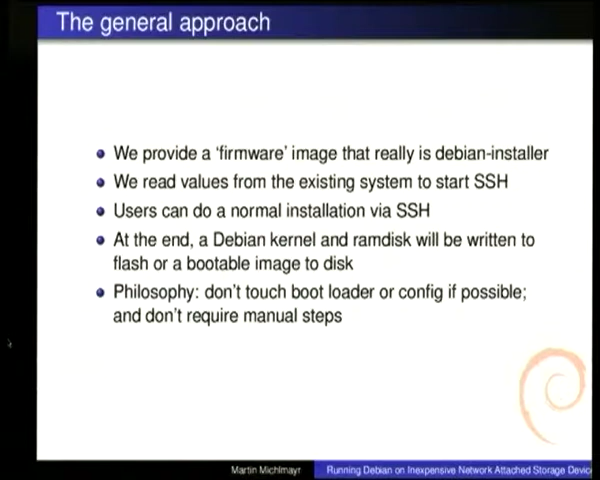 The general approach
We provide a 'firmware' image that really is debian-installer
We read values from the existing system to start SSH
Users can do a normal installation via SSH
At the end, a Debian kernel and ramdisk will be written to
flash or a bootable image to disk
Philosophy: don't touch boot loader or config if possible;
and don't require manual steps
Martin Michlmayr Running Debian on Inexpensive Network Attached Storage Devic